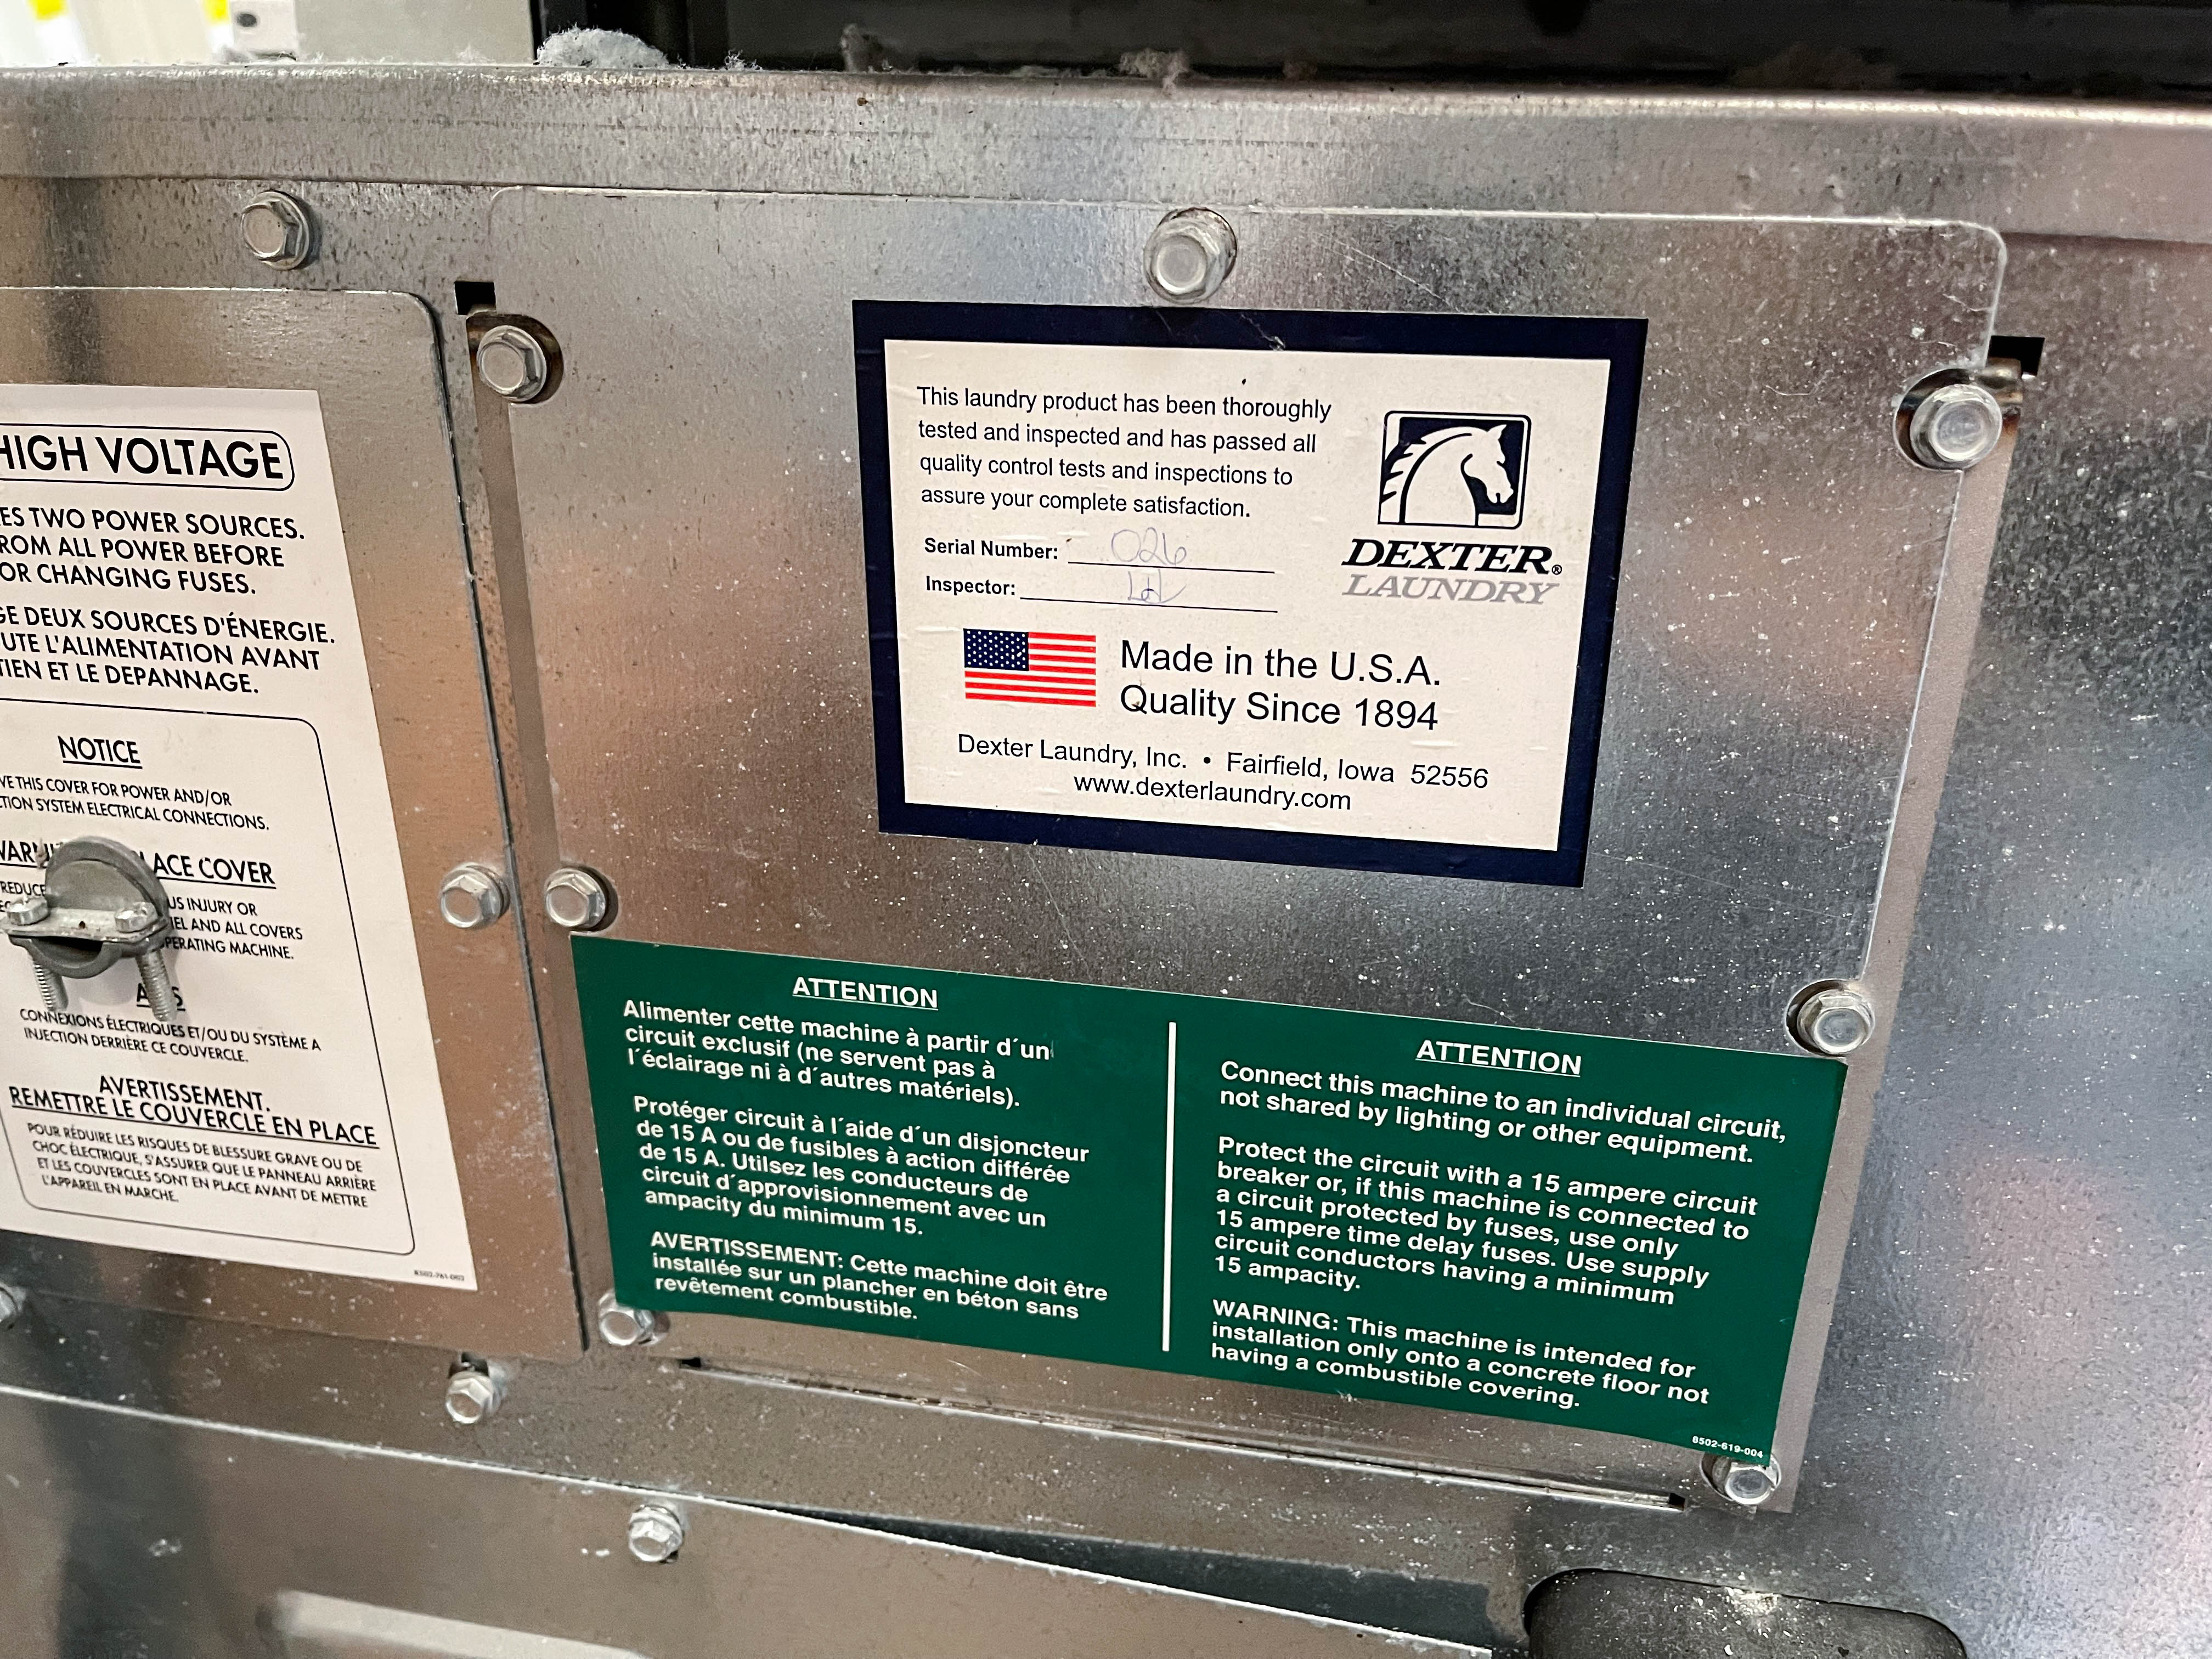 HIGH VOLTAGE
ES TWO POWER SOURCES.
ROM ALL POWER BEFORE
OR CHANGING FUSES.
GE DEUX SOURCES D'ÉNERGIE.
UTE L'ALIMENTATION AVANT
TIEN ET LE DEPANNAGE.
NOTICE
VE THIS COVER FOR POWER AND/OR
TION SYSTEM ELECTRICAL CONNECTIONS.
LACE COVER
REDUCE US INJURY OR
EL AND ALL COVERS
PERATING MACHINE.
CONNEXIONS ÉLECTRIQUES ET/OU DU SYSTÈME A
INJECTION DERRIÈRE CE COUVERCLE.
AVERTISSEMENT.
REMETTRE LE COUVERCLE EN PLACE
POUR RÉDUIRE LES RISQUES DE BLESSURE GRAVE OU DE
CHOC ÉLECTRIQUE, S'ASSURER QUE LE PANNEAU ARRIÈRE
ET LES COUVERCLES SONT EN PLACE AVANT DE METTRE
L'APPAREIL EN MARCHE.
This laundry product has been thoroughly
tested and inspected and has passed all
quality control tests and inspections to
assure your complete satisfaction.
Serial Number: 026
Inspector:
DEXTER®
LAUNDRY
Made in the U.S.A.
Quality Since 1894
Dexter Laundry, Inc. • Fairfield, Iowa 52556
www.dexterlaundry.com
ATTENTION
Alimenter cette machine à partir d´un
circuit exclusif (ne servent pas à
l´éclairage ni à d´autres matériels).
Protéger circuit à l´aide d´un disjoncteur
de 15 A ou de fusibles à action différée
de 15 A. Utilsez les conducteurs de
circuit d´approvisionnement avec un
ampacity du minimum 15.
AVERTISSEMENT: Cette machine doit être
installée sur un plancher en béton sans
revêtement combustible.
ATTENTION
Connect this machine to an individual circuit,
not shared by lighting or other equipment.
Protect the circuit with a 15 ampere circuit
breaker or, if this machine is connected to
a circuit protected by fuses, use only
15 ampere time delay fuses. Use supply
circuit conductors having a minimum
15 ampacity.
WARNING: This machine is intended for
installation only onto a concrete floor not
having a combustible covering.
8502-619-004